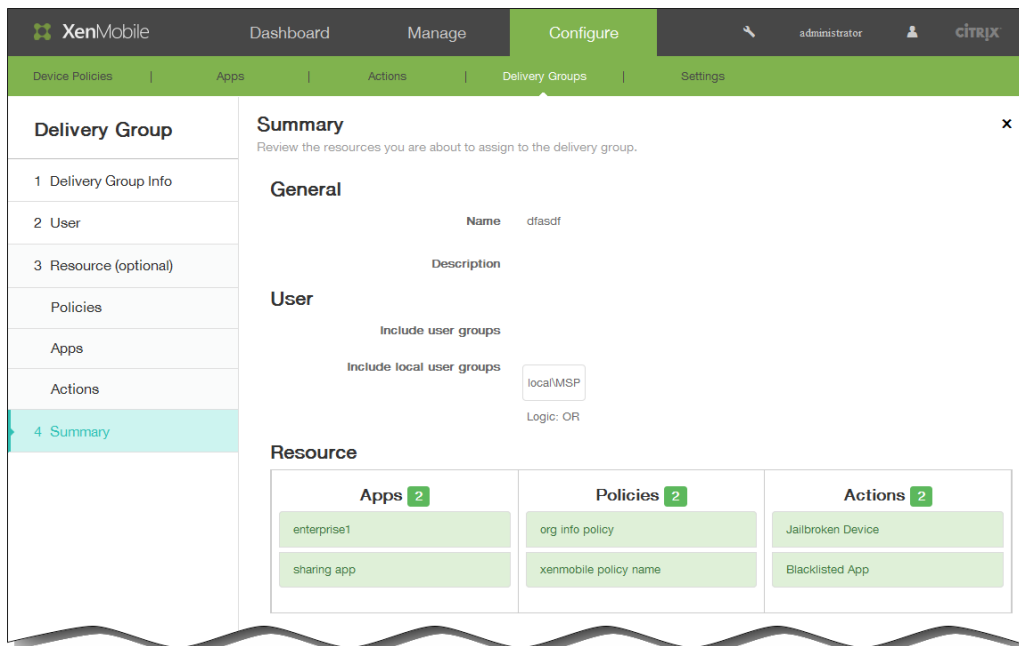 XenMobile Dashboard Manage Configure administrator CİTRIX
Device Policies | Apps | Actions | Delivery Groups | Settings
Delivery Group
1 Delivery Group Info
2 User
3 Resource (optional)
Policies
Apps
Actions
4 Summary
Summary
x
Review the resources you are about to assign to the delivery group.
General
Name dfasdf
Description
User
Include user groups
Include local user groups
local\MSP
Logic: OR
Resource
Apps 2
enterprise1
sharing app
Policies 2
org info policy
xenmobile policy name
Actions 2
Jailbroken Device
Blacklisted App